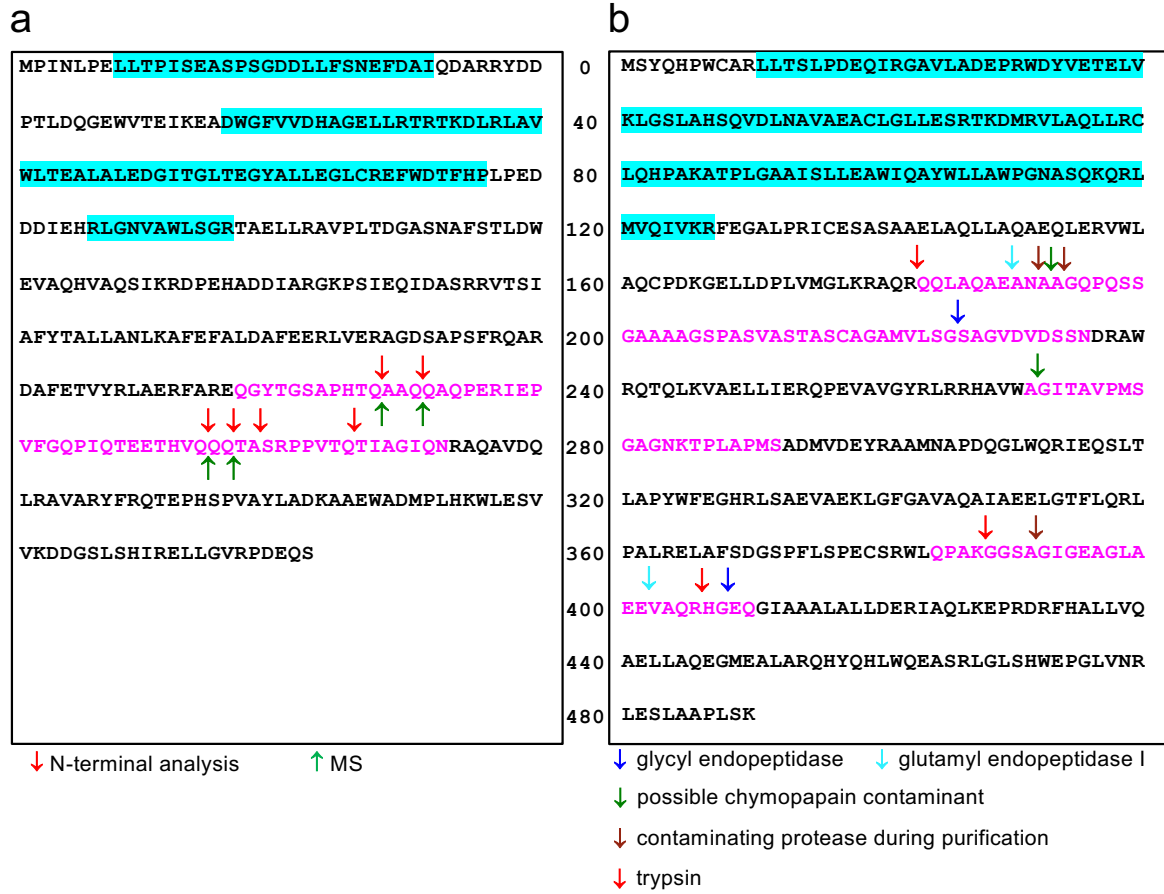 a
b
MPINLPELLTPISEASPSGDDLLFSNEFDAIQDARRYDD
0
MSYQHPWCARLLTSLPDEQIRGAVLADEPRWDYVETELV
PTLDQGEWVTEIKEADWGFVVDHAGELLRTRTKDLRLAV
40
KLGSLAHSQVDLNAVAEACLGLLESRTKDMRVLAQLLRC
WLTEALALEDGITGLTEGYALLEGLCREFWDTFHPLPED
80
LQHPAKATPLGAAISLLEAWIQAYWLLAWPGNASQKQRL
DDIEHRLGNVAWLSGRTAELLRAVPLTDGASNAFSTLDW
120
MVQIVKRFEGALPRICESASAAELAQLLAQAEQLERVWL
EVAQHVAQSIKRDPEHADDIARGKPSIEQIDASRRVTSI
160
AQCPDKGELLDPLVMGLKRAQRQQLAQAEANAAGQPQSS
AFYTALLANLKAFEFALDAFEERLVERAGDSAPSFRQAR
200
GAAAAGSPASVASTASCAGAMVLSGSAGVDVDSSNDRAW
DAFETVYRLAERFAREQGYTGSAPHTQAAQQAQPERIEP
240
RQTQLKVAELLIERQPEVAVGYRLRRHAVWAGITAVPMS
VFGQPIQTEETHVQQQTASRPPVTQTIAGIQNRAQAVDQ
280
GAGNKTPLAPMSADMVDEYRAAMNAPDQGLWQRIEQSLT
LRAVARYFRQTEPHSPVAYLADKAAEWADMPLHKWLESV
320
LAPYWFEGHRLSAEVAEKLGFGAVAQAIAEELGTFLQRL
VKDDGSLSHIRELLGVRPDEQS
360
PALRELAFSDGSPFLSPECSRWLQPAKGGSAGIGEAGLA
400
EEVAQRHGEQGIAAALALLDERIAQLKEPRDRFHALLVQ
440
AELLAQEGMEALARQHYQHLWQEASRLGLSHWEPGLVNR
480
LESLAAPLSK
↓ N-terminal analysis
↑ MS
↓ glycyl endopeptidase
↓ glutamyl endopeptidase I
↓ possible chymopapain contaminant
↓ contaminating protease during purification
↓ trypsin